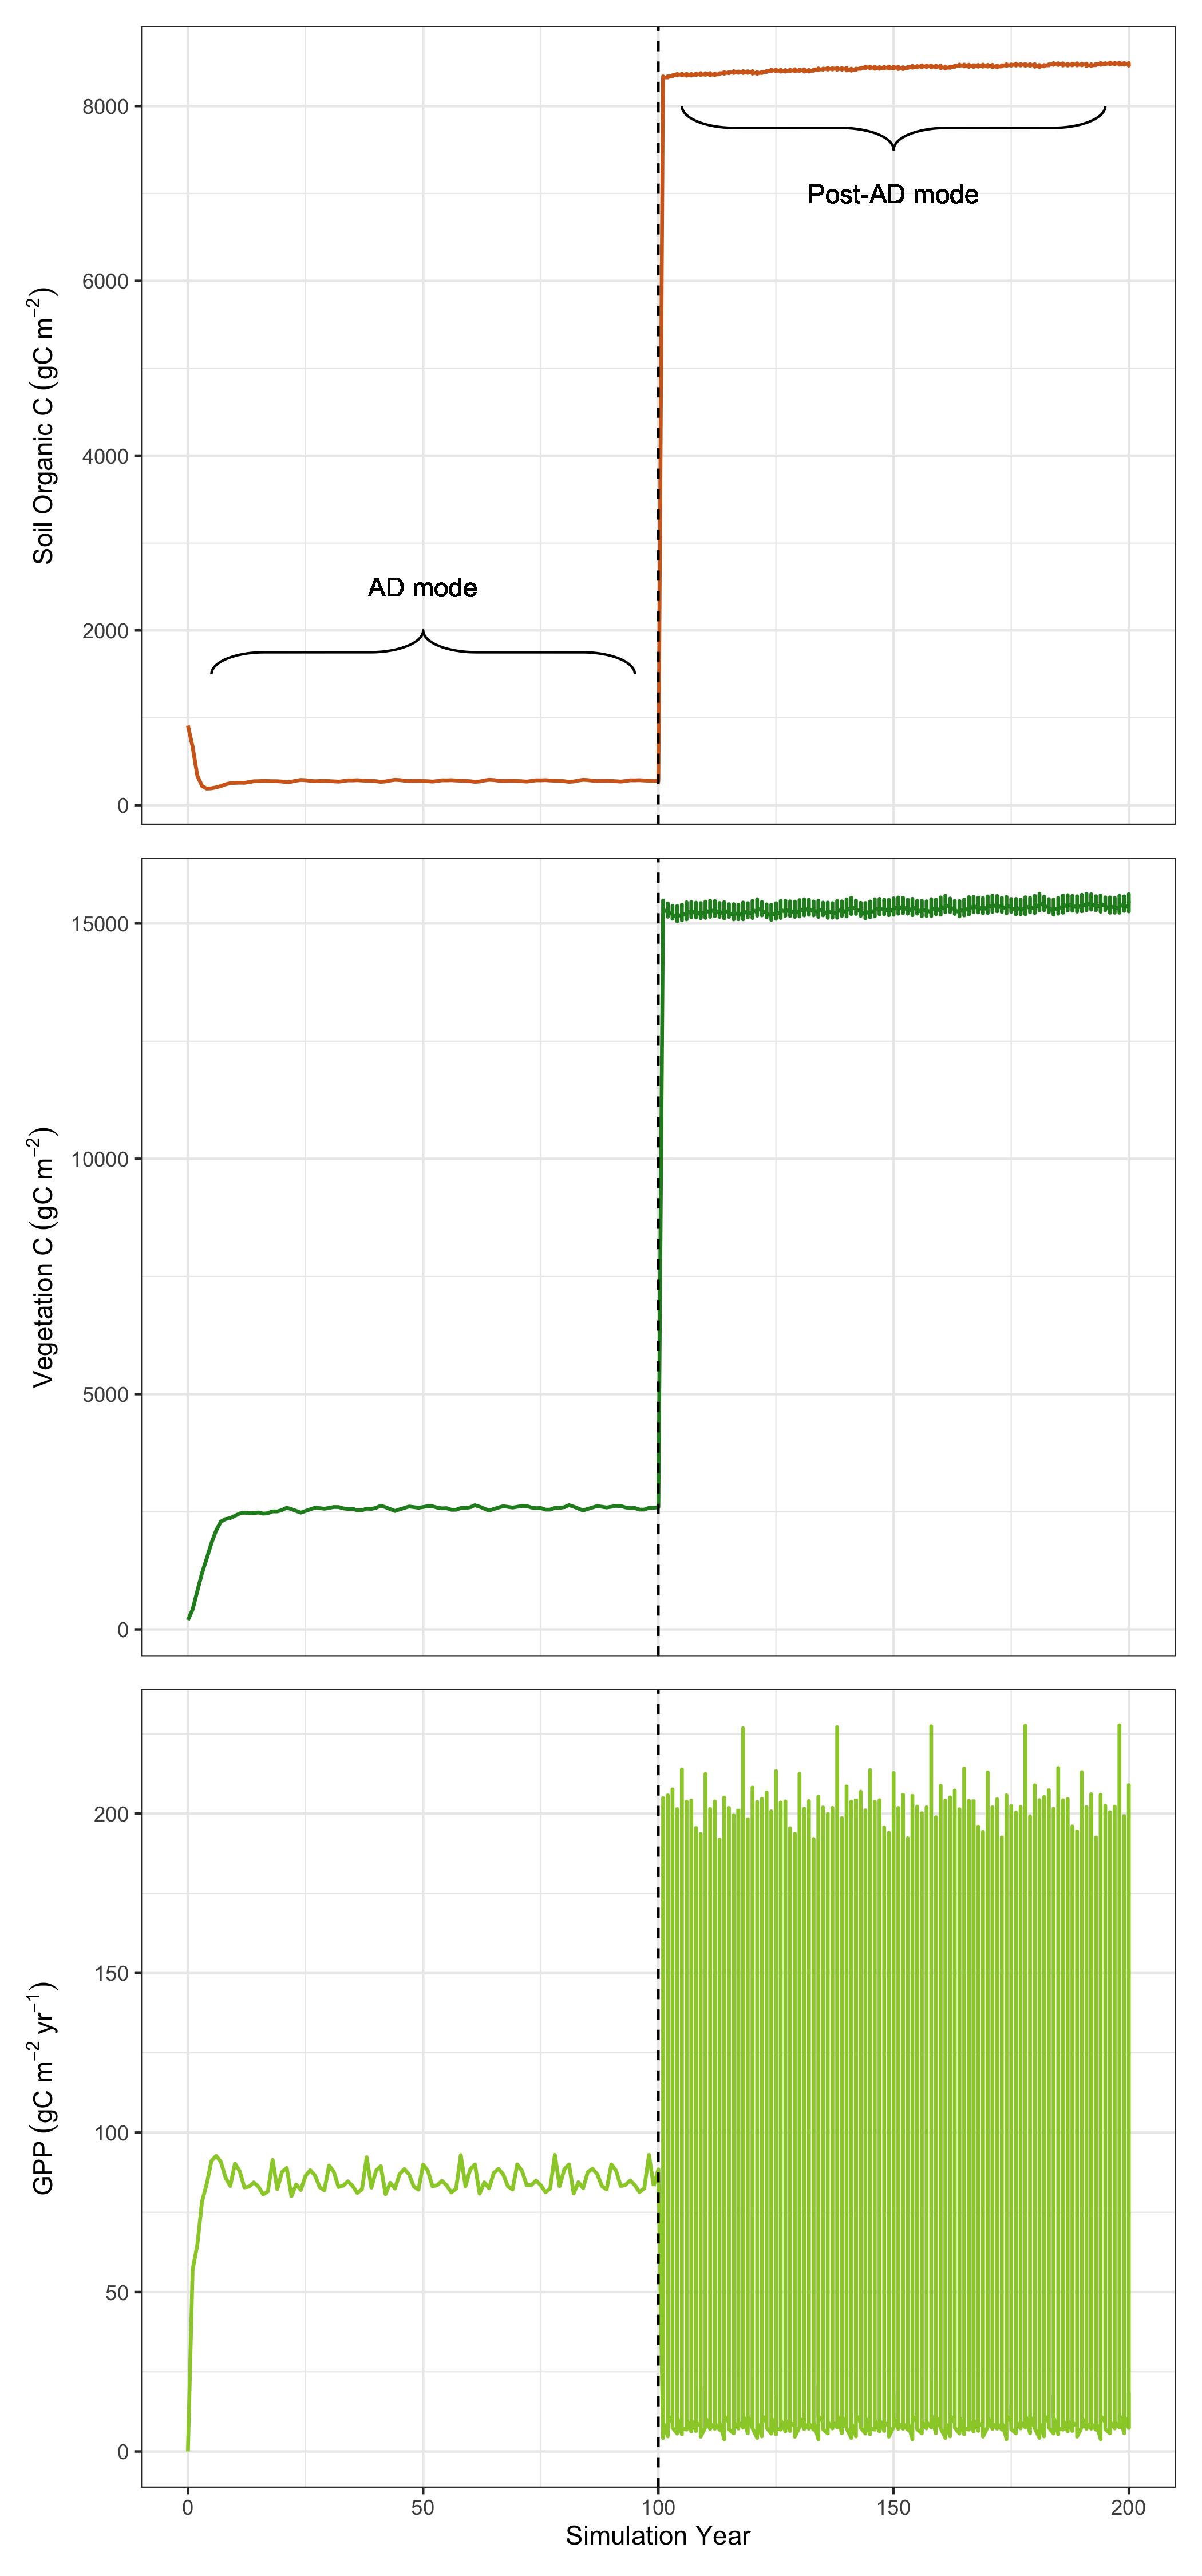 Soil Organic C (gC m⁻²)
8000
6000
4000
2000
0
Post-AD mode
AD mode
Vegetation C (gC m⁻²)
15000
10000
5000
0
GPP (gC m⁻² yr⁻¹)
200
150
100
50
0
0 50 100 150 200
Simulation Year